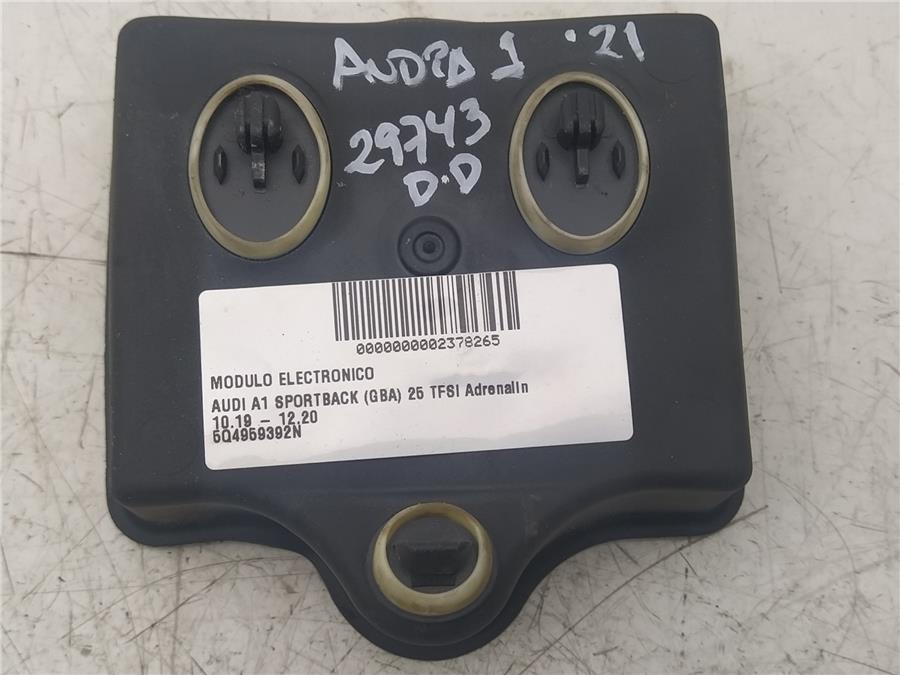 AUDI A 1 '21
29743
D.D
0000000002378265
MODULO ELECTRONICO
AUDI A1 SPORTBACK (GBA) 25 TFSI Adrenalin
10.19 - 12.20
5Q4959392N